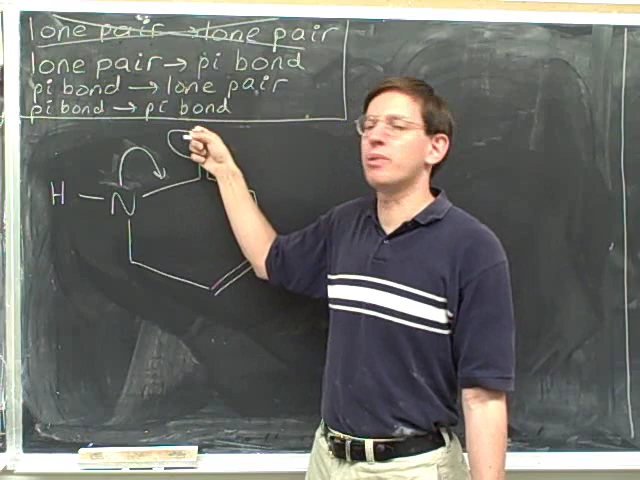 lone pair → lone pair
lone pair → pi bond
pi bond → lone pair
pi bond → pi bond
H – N